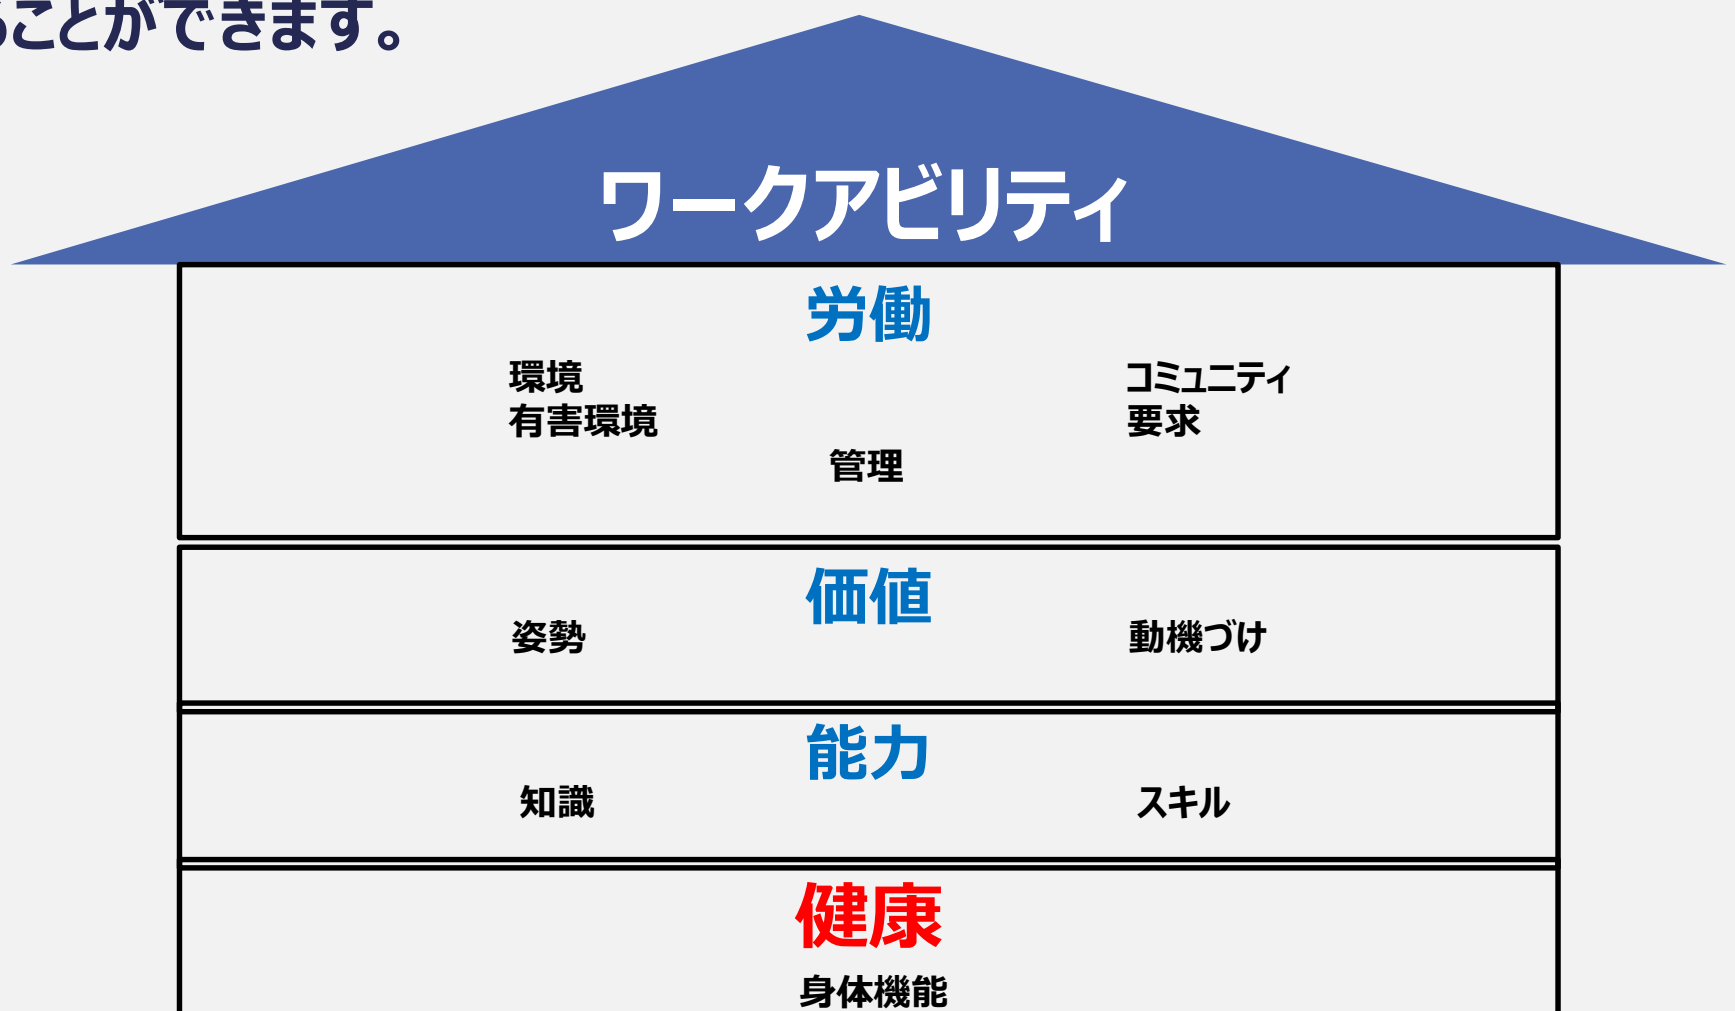 ることができます。
ワークアビリティ
労働
環境
コミュニティ
有害環境
要求
管理
価値
姿勢
動機づけ
能力
知識
スキル
健康
身体機能